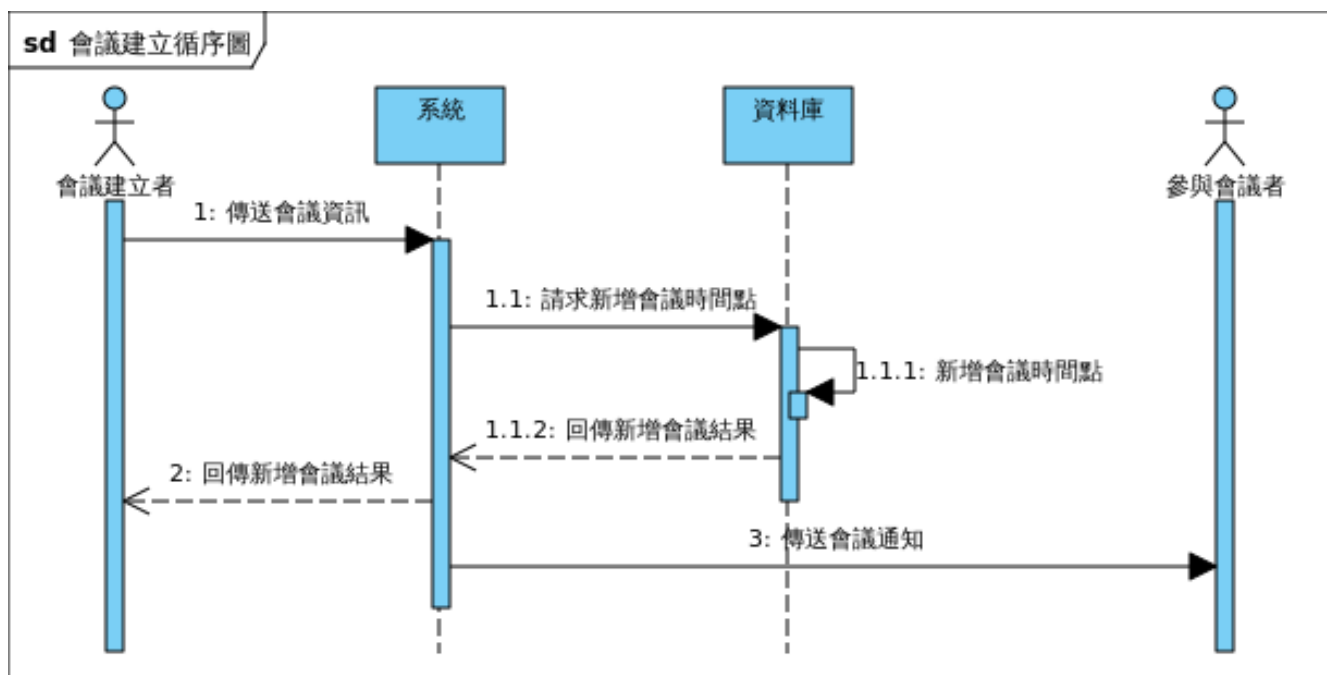 sd 會議建立循序圖
系統
資料庫
會議建立者
參與會議者
1: 傳送會議資訊
1.1: 請求新增會議時間點
1.1.1: 新增會議時間點
1.1.2: 回傳新增會議結果
2: 回傳新增會議結果
3: 傳送會議通知